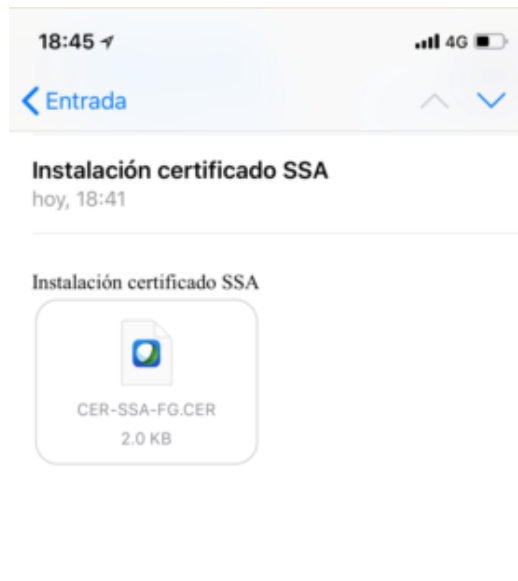 18:45
4G
Entrada
Instalación certificado SSA
hoy, 18:41
Instalación certificado SSA
CER-SSA-FG.CER
2.0 KB